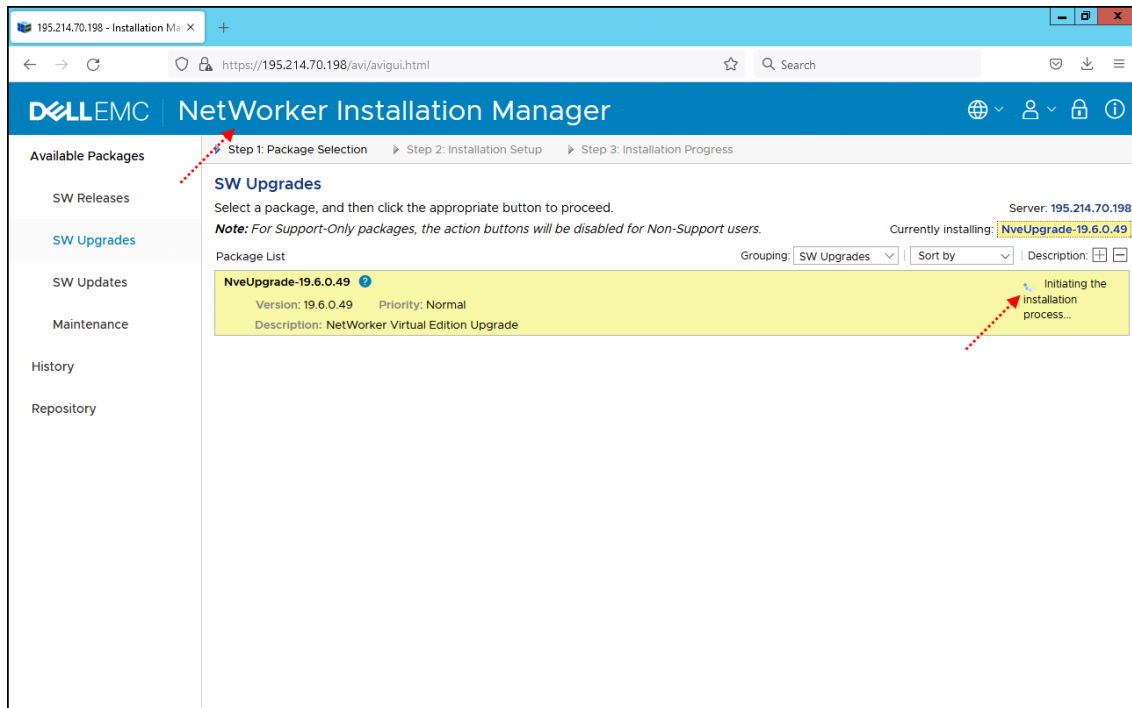 195.214.70.198 - Installation Ma
https://195.214.70.198/avi/avigui.html
Search
DELLEMC
NetWorker Installation Manager
Available Packages
SW Releases
SW Upgrades
SW Updates
Maintenance
History
Repository
Step 1: Package Selection
Step 2: Installation Setup
Step 3: Installation Progress
SW Upgrades
Select a package, and then click the appropriate button to proceed.
Server: 195.214.70.198
Note: For Support-Only packages, the action buttons will be disabled for Non-Support users.
Currently installing: NveUpgrade-19.6.0.49
Package List
Grouping: SW Upgrades
Sort by
Description:
NveUpgrade-19.6.0.49 ?
Version: 19.6.0.49 Priority: Normal
Description: NetWorker Virtual Edition Upgrade
Initiating the
installation
process...